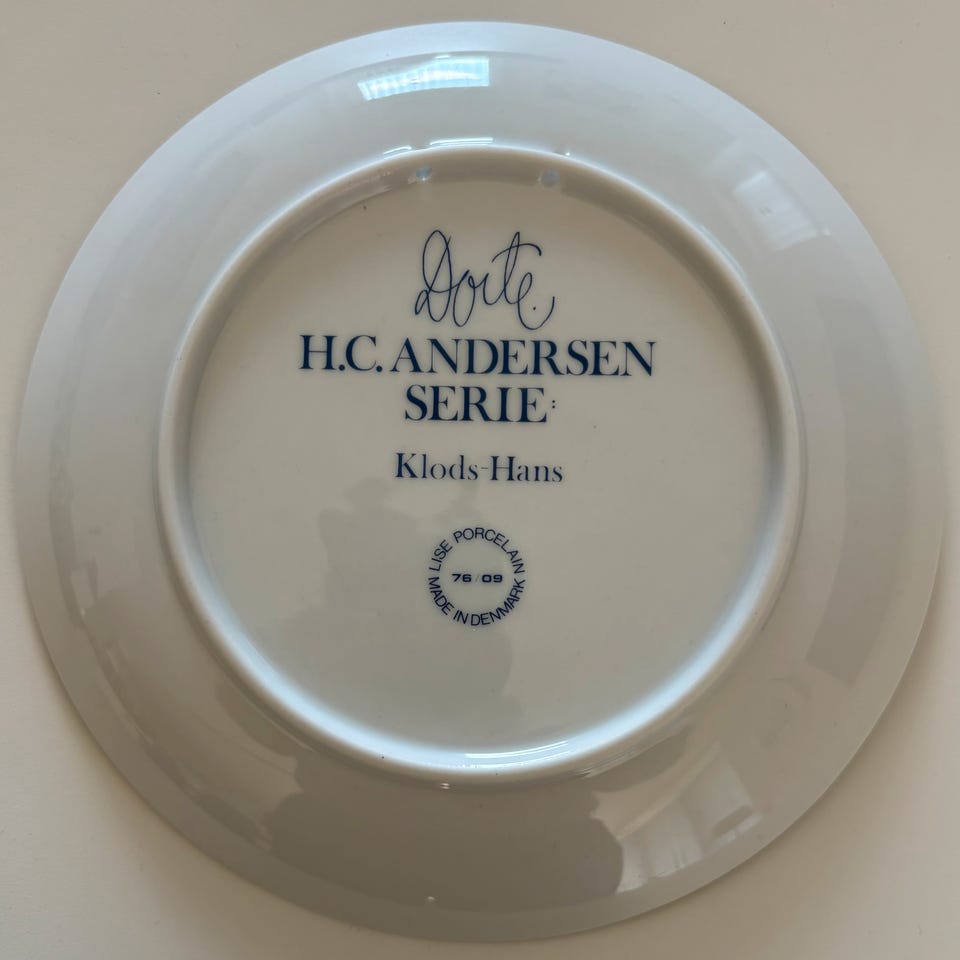 Dorte.
H.C. ANDERSEN
SERIE:
Klods-Hans
LISE PORCELAIN
76/09
MADE IN DENMARK